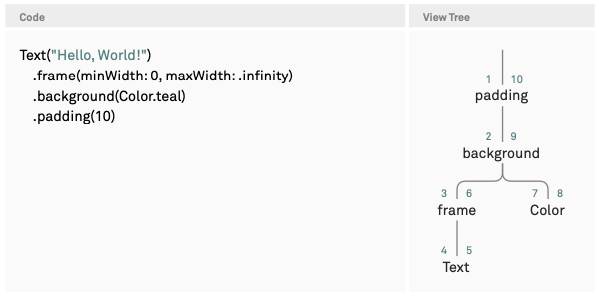 Code
View Tree
Text("Hello, World!")
.frame(minWidth: 0, maxWidth: .infinity)
.background(Color.teal)
.padding(10)
1 10
padding
2 9
background
3 6 7 8
frame Color
4 5
Text